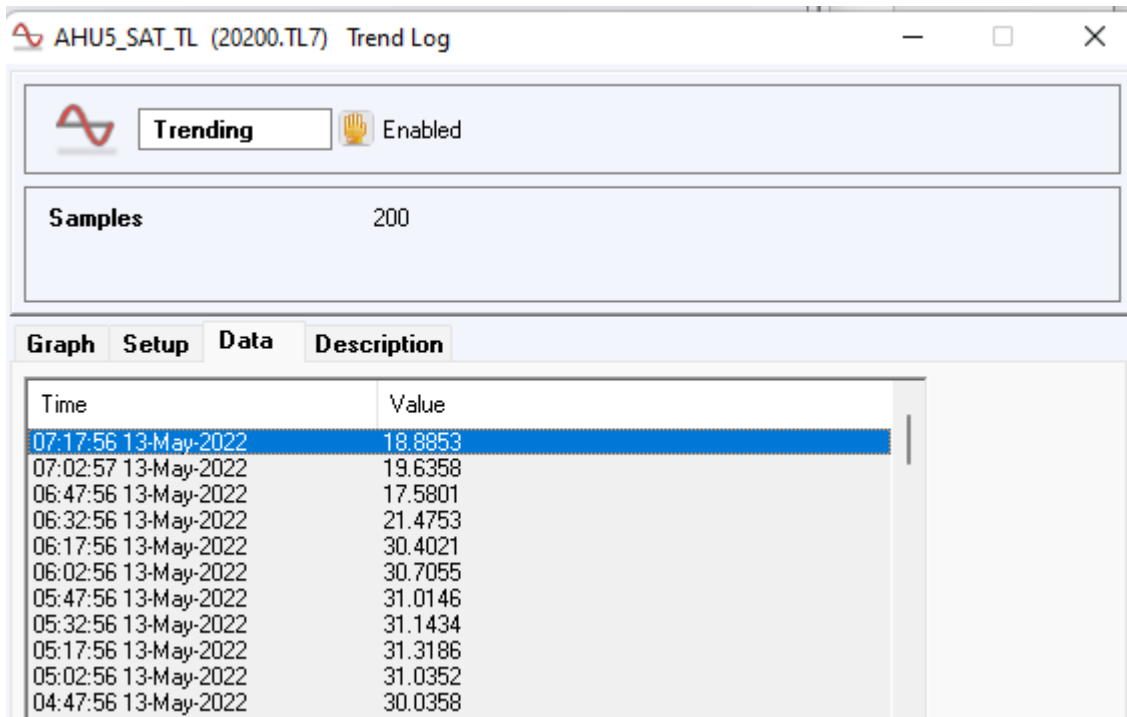 AHU5_SAT_TL (20200.TL7) Trend Log
Trending Enabled
Samples 200
Graph Setup Data Description
Time Value
07:17:56 13-May-2022 18.8853
07:02:57 13-May-2022 19.6358
06:47:56 13-May-2022 17.5801
06:32:56 13-May-2022 21.4753
06:17:56 13-May-2022 30.4021
06:02:56 13-May-2022 30.7055
05:47:56 13-May-2022 31.0146
05:32:56 13-May-2022 31.1434
05:17:56 13-May-2022 31.3186
05:02:56 13-May-2022 31.0352
04:47:56 13-May-2022 30.0358